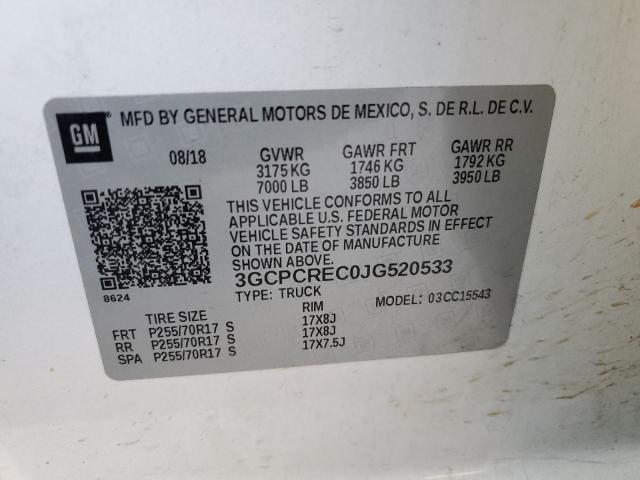 GM ® MFD BY GENERAL MOTORS DE MEXICO, S. DE R.L. DE C.V.
08/18 GVWR GAWR FRT GAWR RR
3175 KG 1746 KG 1792 KG
7000 LB 3850 LB 3950 LB
THIS VEHICLE CONFORMS TO ALL
APPLICABLE U.S. FEDERAL MOTOR
VEHICLE SAFETY STANDARDS IN EFFECT
ON THE DATE OF MANUFACTURE
3GCPCREC0JG520533
8624 TYPE: TRUCK MODEL: 03CC15543
TIRE SIZE RIM
FRT P255/70R17 S 17X8J
RR P255/70R17 S 17X8J
SPA P255/70R17 S 17X7.5J